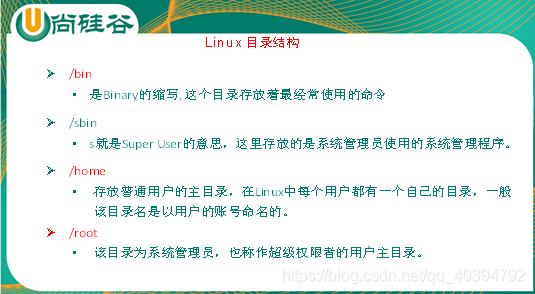 尚硅谷
Linux 目录结构
➢ /bin
• 是Binary的缩写, 这个目录存放着最经常使用的命令
➢ /sbin
• s就是Super User的意思，这里存放的是系统管理员使用的系统管理程序。
➢ /home
• 存放普通用户的主目录，在Linux中每个用户都有一个自己的目录，一般
该目录名是以用户的账号命名的。
➢ /root
• 该目录为系统管理员，也称作超级权限者的用户主目录。
https://blog.csdn.net/qq_40394792